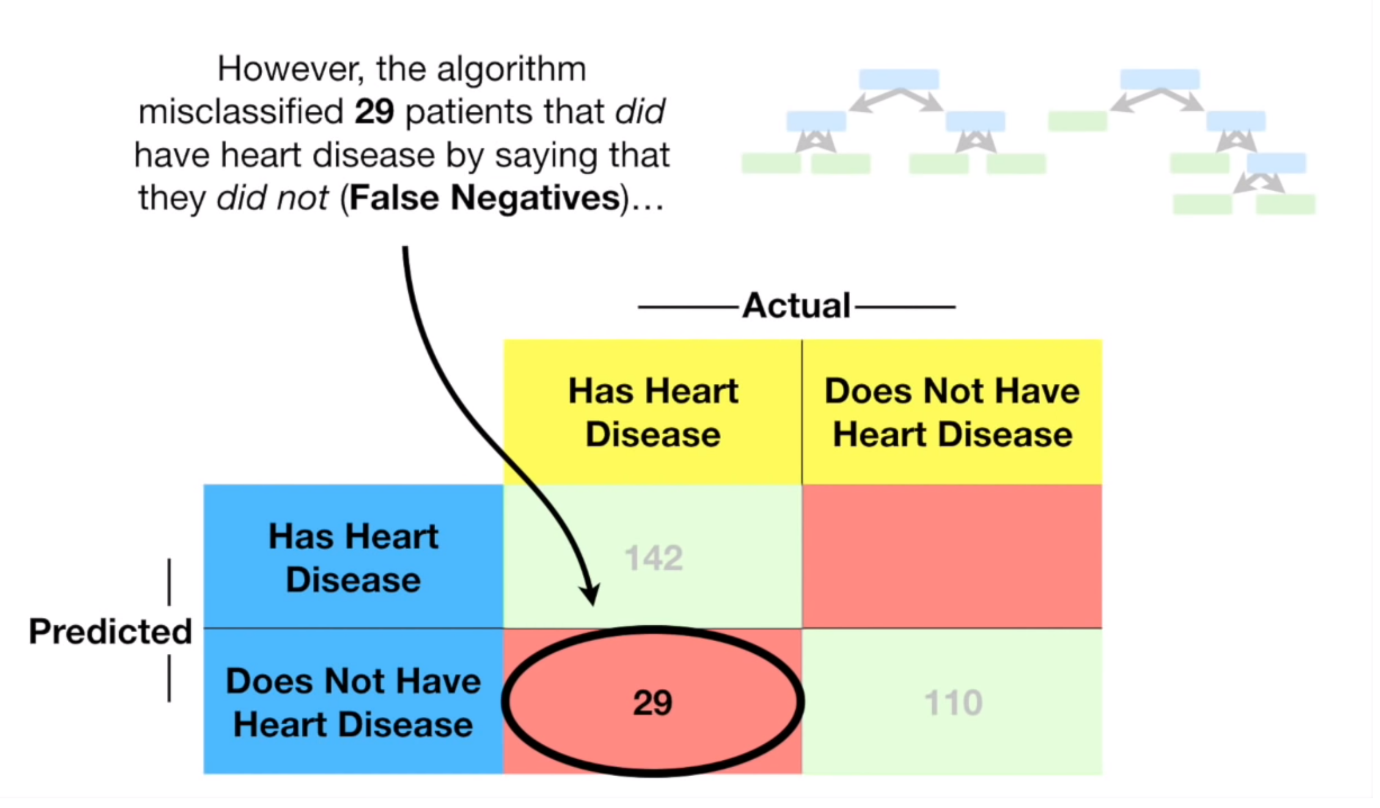 However, the algorithm
misclassified 29 patients that did
have heart disease by saying that
they did not (False Negatives)...
Actual
Has Heart
Disease
Does Not Have
Heart Disease
Has Heart
Disease
142
Predicted
Does Not Have
Heart Disease
29
110